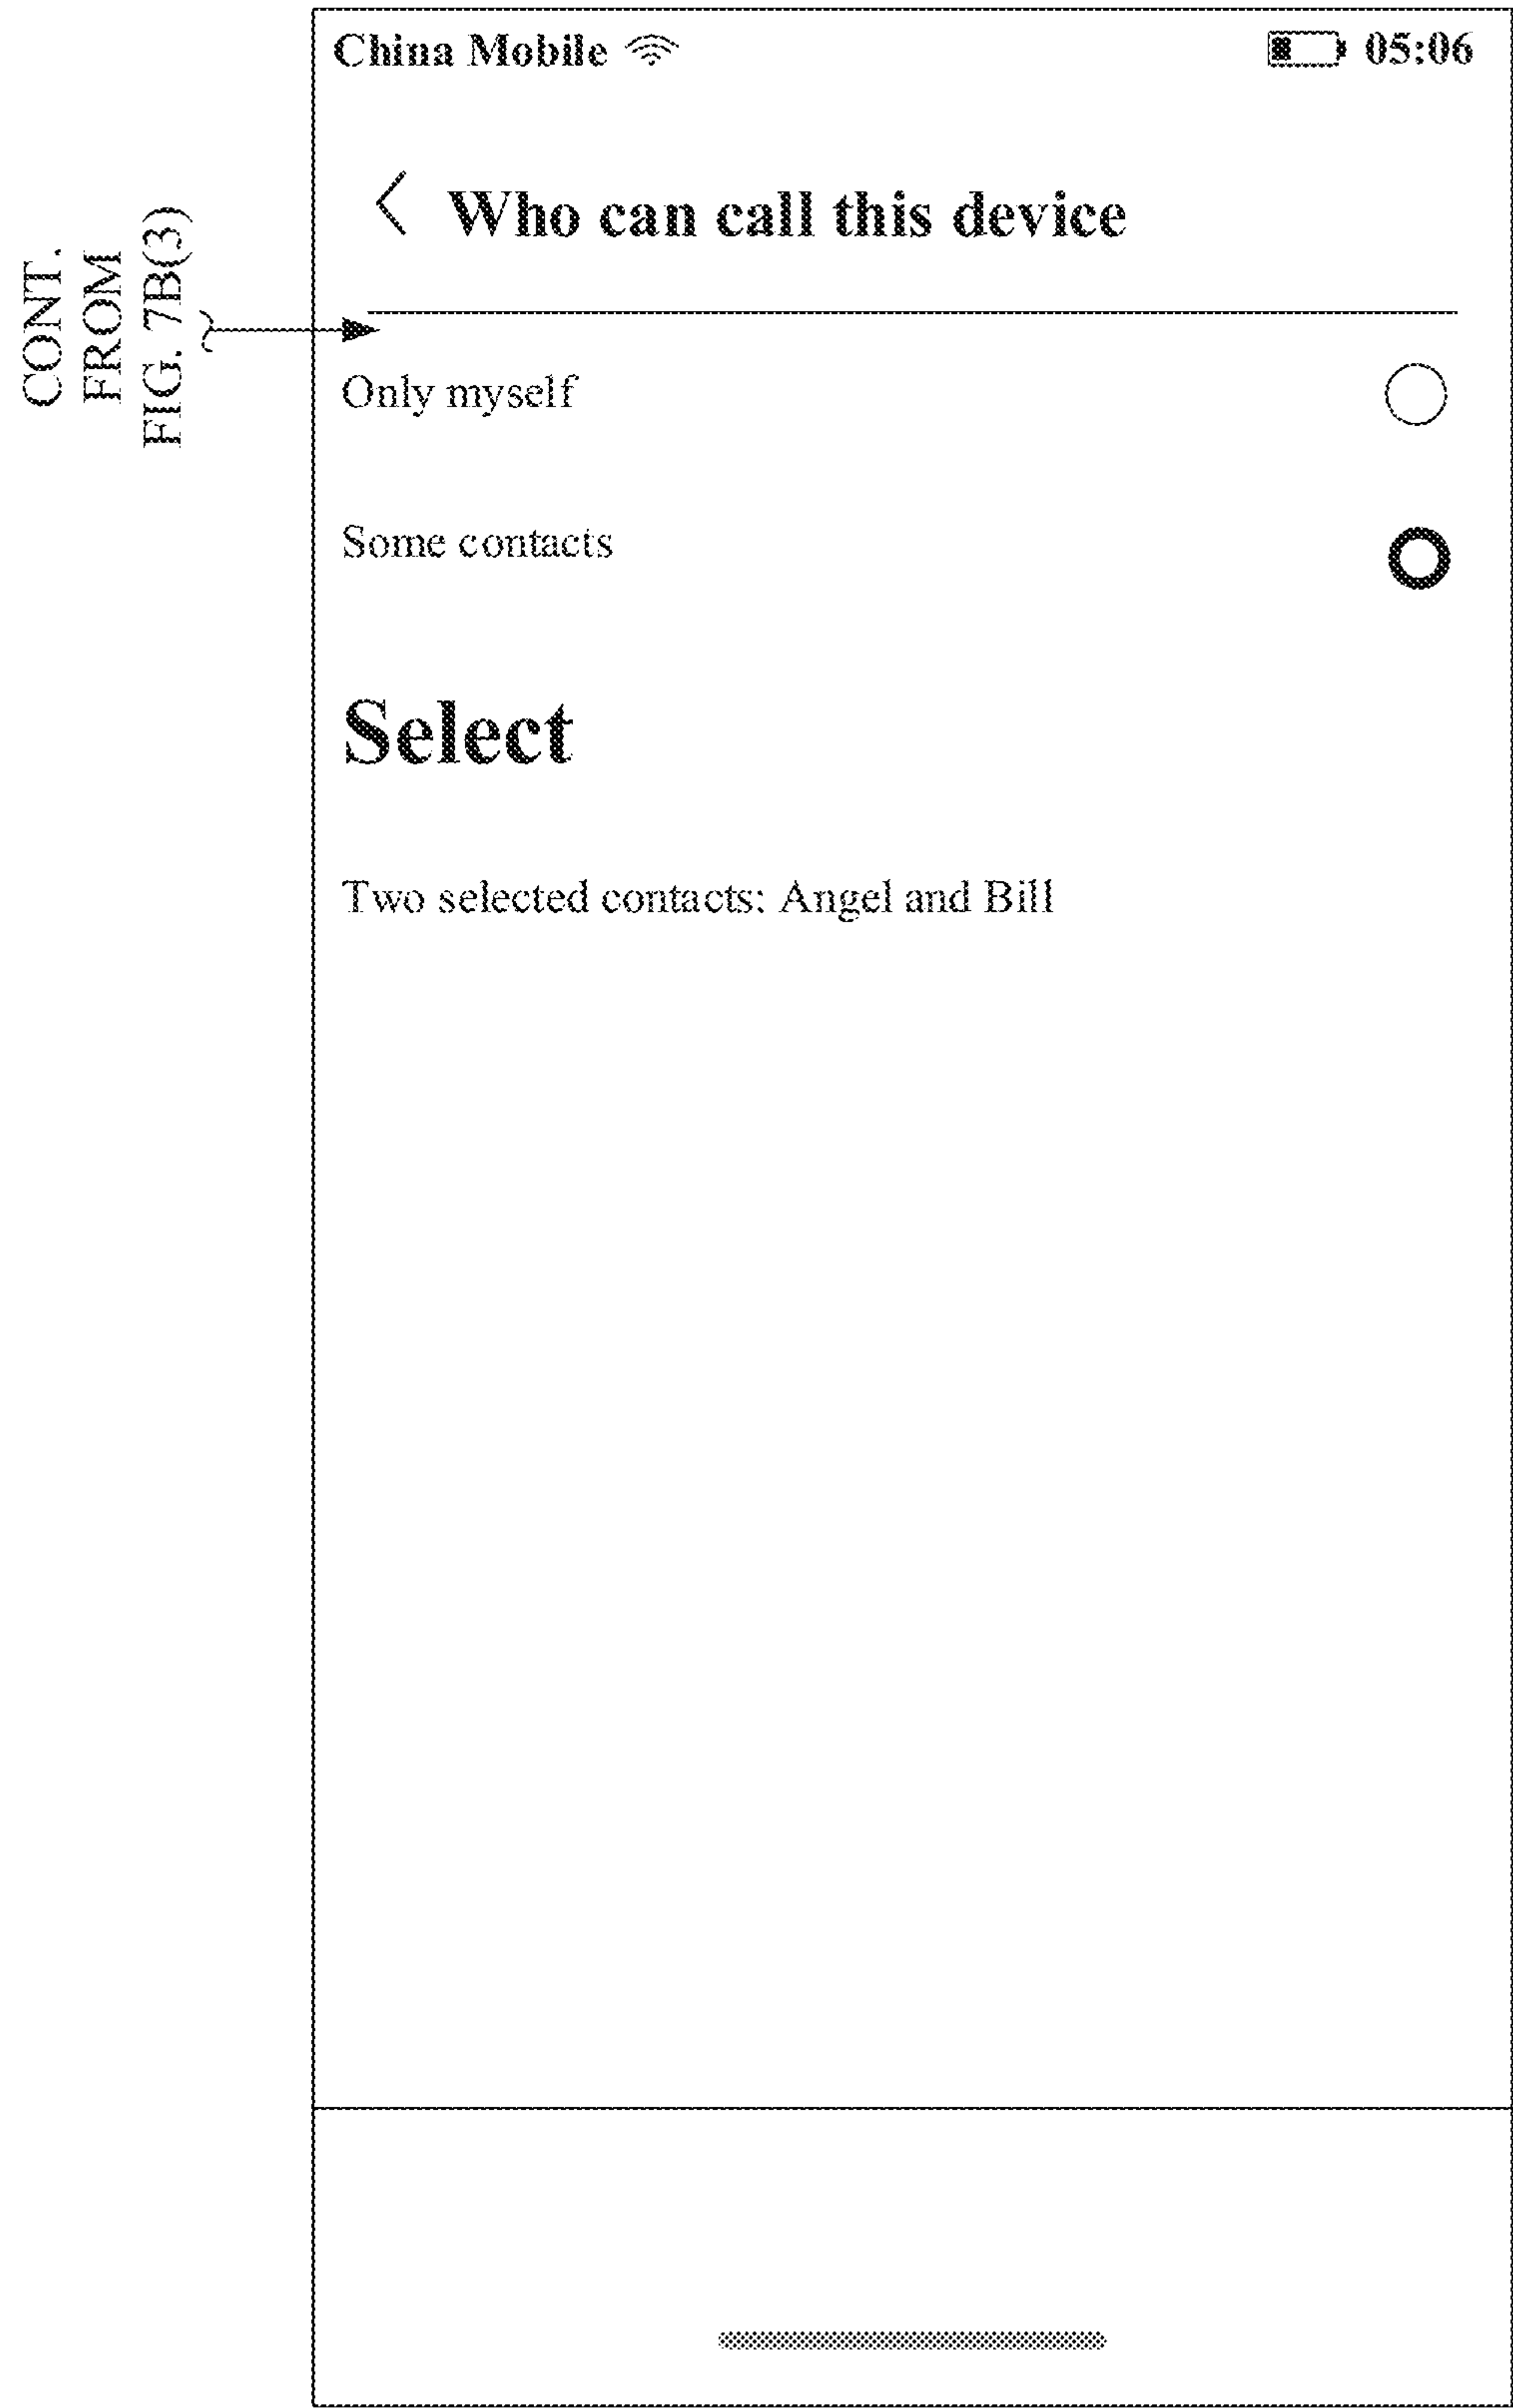 CONT.
FROM
FIG. 7B(3)
China Mobile 05:06
Who can call this device
Only myself
Some contacts
Select
Two selected contacts: Angel and Bill